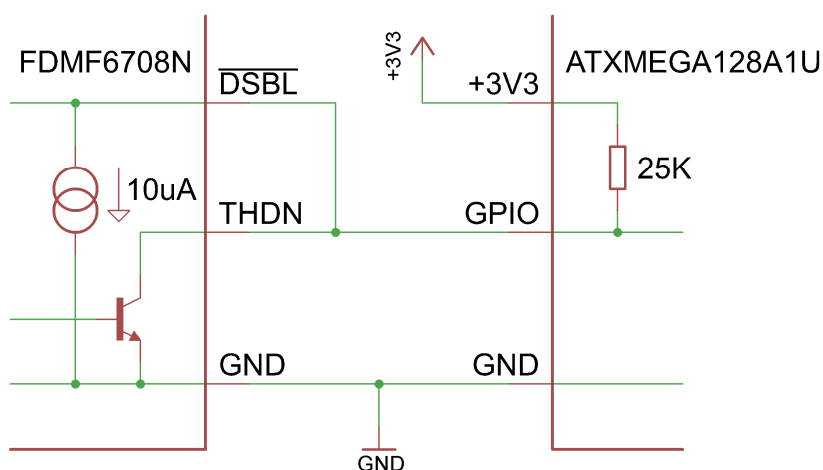 FDMF6708N
DSBL
+3V3
+3V3
ATXMEGA128A1U
10uA
THDN
GPIO
25K
GND
GND
GND